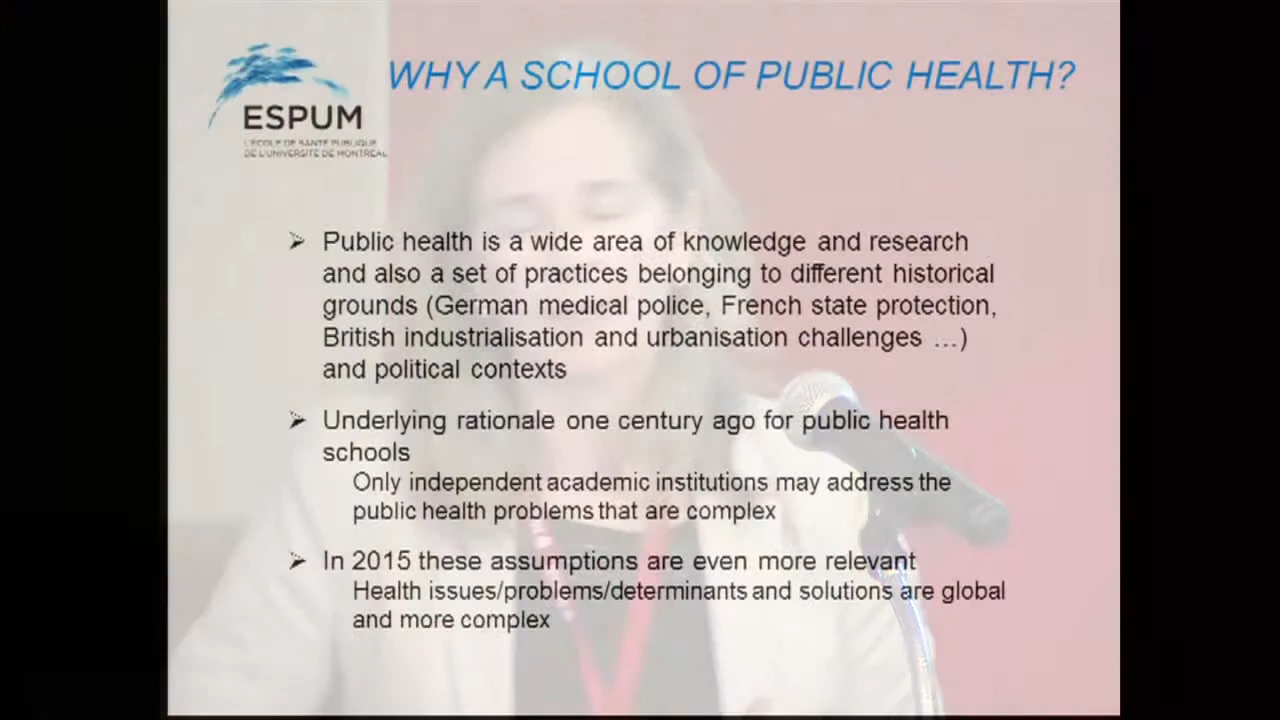 WHY A SCHOOL OF PUBLIC HEALTH?
ESPUM
L'ÉCOLE DE SANTÉ PUBLIQUE
DE L'UNIVERSITÉ DE MONTRÉAL
Public health is a wide area of knowledge and research
and also a set of practices belonging to different historical
grounds (German medical police, French state protection,
British industrialisation and urbanisation challenges …)
and political contexts
Underlying rationale one century ago for public health
schools
Only independent academic institutions may address the
public health problems that are complex
In 2015 these assumptions are even more relevant
Health issues/problems/determinants and solutions are global
and more complex